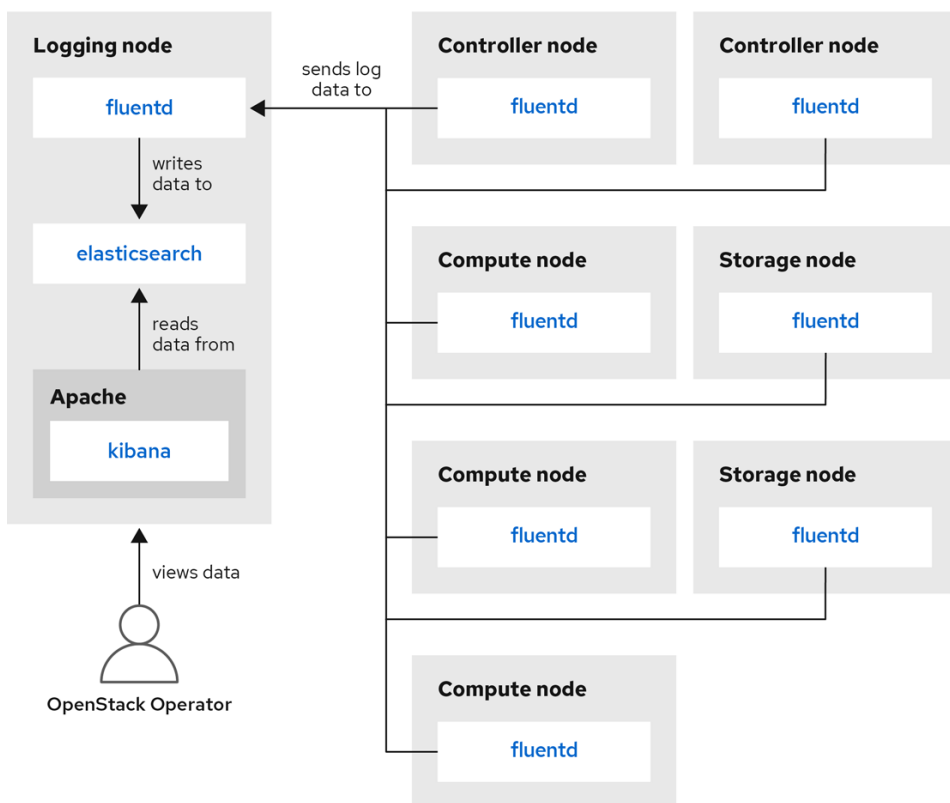 Logging node
fluentd
writes
data to
elasticsearch
reads
data from
Apache
kibana
views data
OpenStack Operator
sends log
data to
Controller node
fluentd
Controller node
fluentd
Compute node
fluentd
Storage node
fluentd
Compute node
fluentd
Storage node
fluentd
Compute node
fluentd